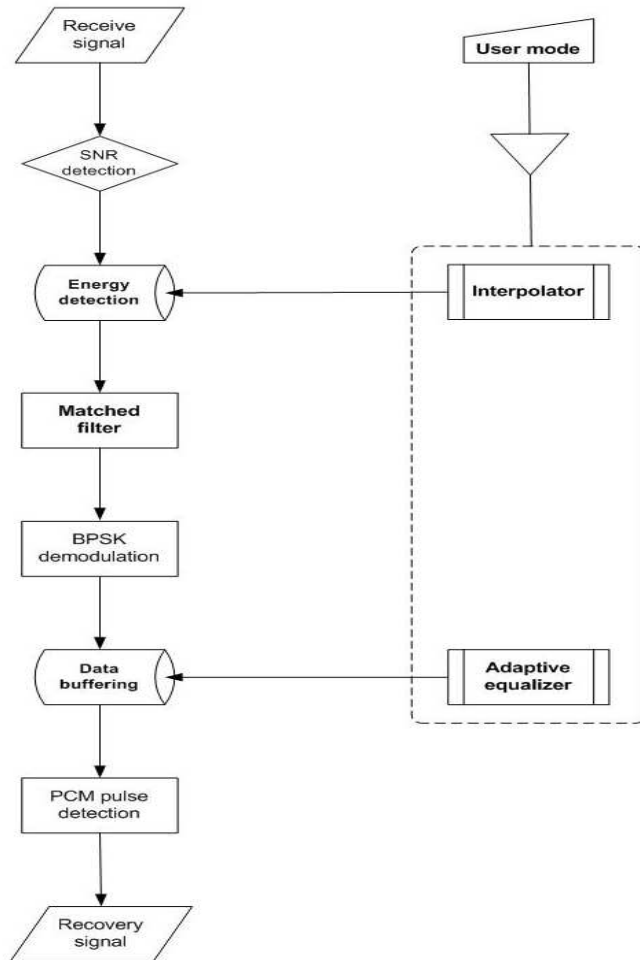 Receive
signal
User mode
SNR
detection
Energy
detection
Interpolator
Matched
filter
BPSK
demodulation
Data
buffering
Adaptive
equalizer
PCM pulse
detection
Recovery
signal